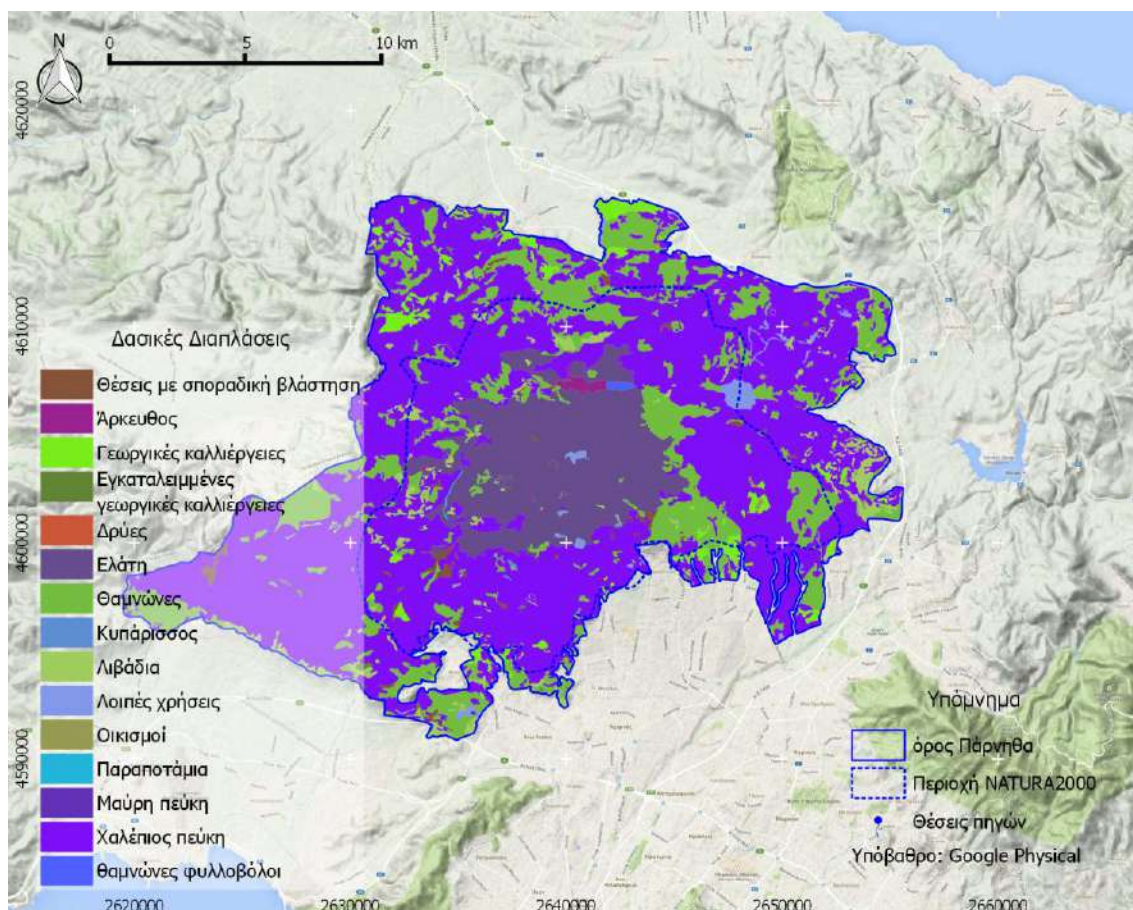 N
0 5 10 km
4620000
4610000
4600000
4590000
Δασικές Διαπλάσεις
Θέσεις με σποραδική βλάστηση
Άρκευθος
Γεωργικές καλλιέργειες
Εγκαταλειμμένες
γεωργικές καλλιέργειες
Δρύες
Ελάτη
Θαμνώνες
Κυπάρισσος
Λιβάδια
Λοιπές χρήσεις
Οικισμοί
Παραποτάμια
Μαύρη πεύκη
Χαλέπιος πεύκη
θαμνώνες φυλλοβόλοι
Υπόμνημα
όρος Πάρνηθα
Περιοχή NATURA2000
Θέσεις πηγών
Υπόβαθρο: Google Physical
2620000 2630000 2640000 2650000 2660000